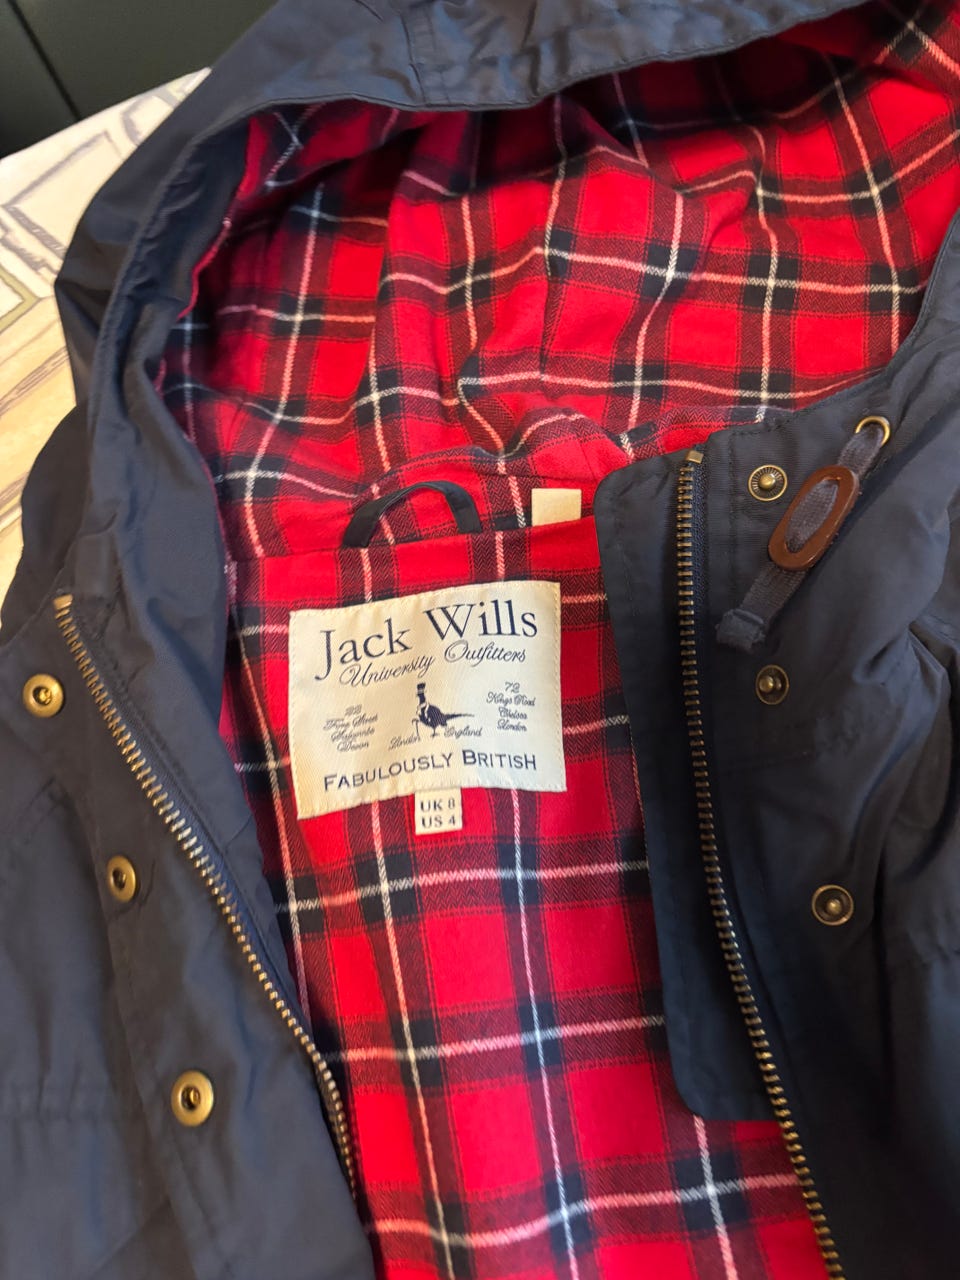 Jack Wills
University Outfitters
22
Fore Street
Salcombe
Devon
72
Kings Road
Chelsea
London
London England
FABULOUSLY BRITISH
UK 8
US 4